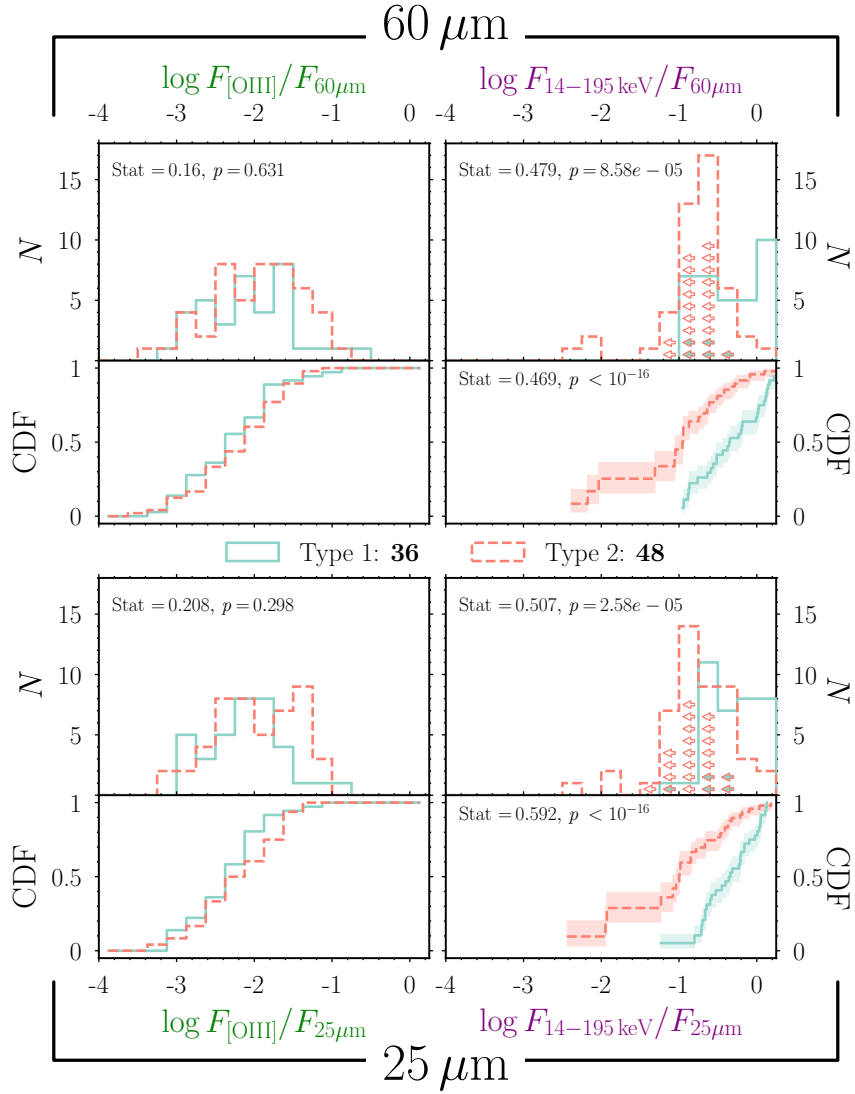 60 μm
log F[OIII]/F60μm log F14−195 keV/F60μm
-4 -3 -2 -1 0 -4 -3 -2 -1 0
Stat = 0.16, p = 0.631
Stat = 0.479, p = 8.58e − 05
15
10
5
N
15
10
5
N
1
0.5
0
CDF
Stat = 0.469, p < 10⁻¹⁶
1
0.5
0
CDF
Type 1: 36 Type 2: 48
Stat = 0.208, p = 0.298
Stat = 0.507, p = 2.58e − 05
15
10
5
N
15
10
5
N
1
0.5
0
CDF
Stat = 0.592, p < 10⁻¹⁶
1
0.5
0
CDF
-4 -3 -2 -1 0 -4 -3 -2 -1 0
log F[OIII]/F25μm log F14−195 keV/F25μm
25 μm